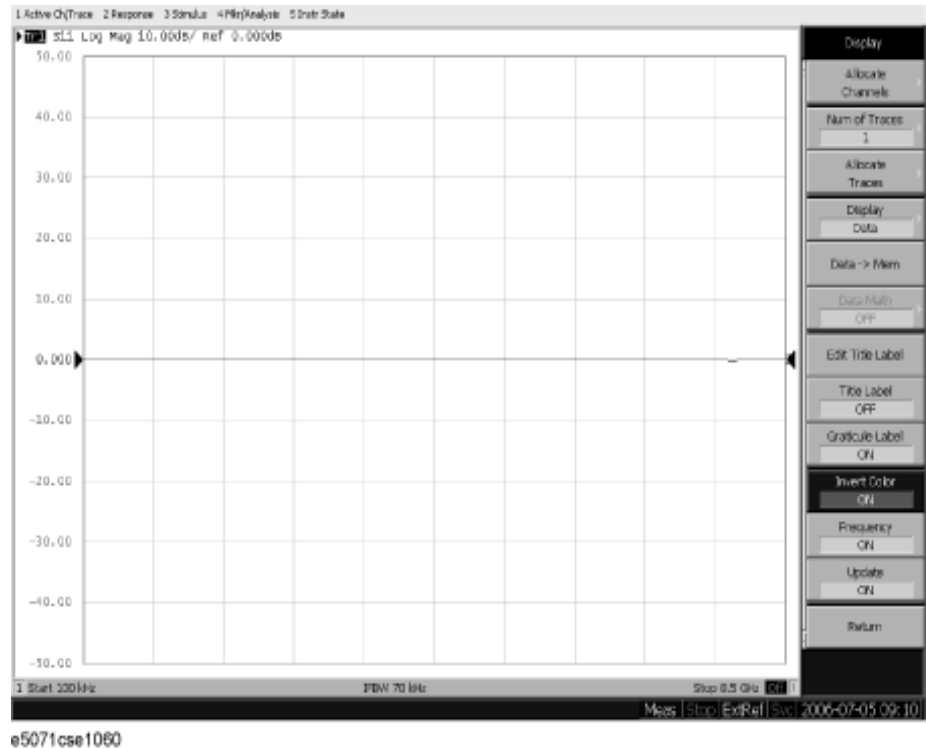 1 Active Ch/Trace 2 Response 3 Stimulus 4 Mkr/Analysis 5 Instr State
Tr1 S11 Log Mag 10.00dB/ Ref 0.000dB
50.00
40.00
30.00
20.00
10.00
0.000
-10.00
-20.00
-30.00
-40.00
-50.00
1 Start 100 kHz IFBW 70 kHz Stop 8.5 GHz Off
Display
Allocate
Channels
Num of Traces
1
Allocate
Traces
Display
Data
Data -> Mem
Data Math
OFF
Edit Title Label
Title Label
OFF
Graticule Label
ON
Invert Color
ON
Frequency
ON
Update
ON
Return
Meas Stop ExtRef Svc 2006-07-05 09:10
e5071cse1060